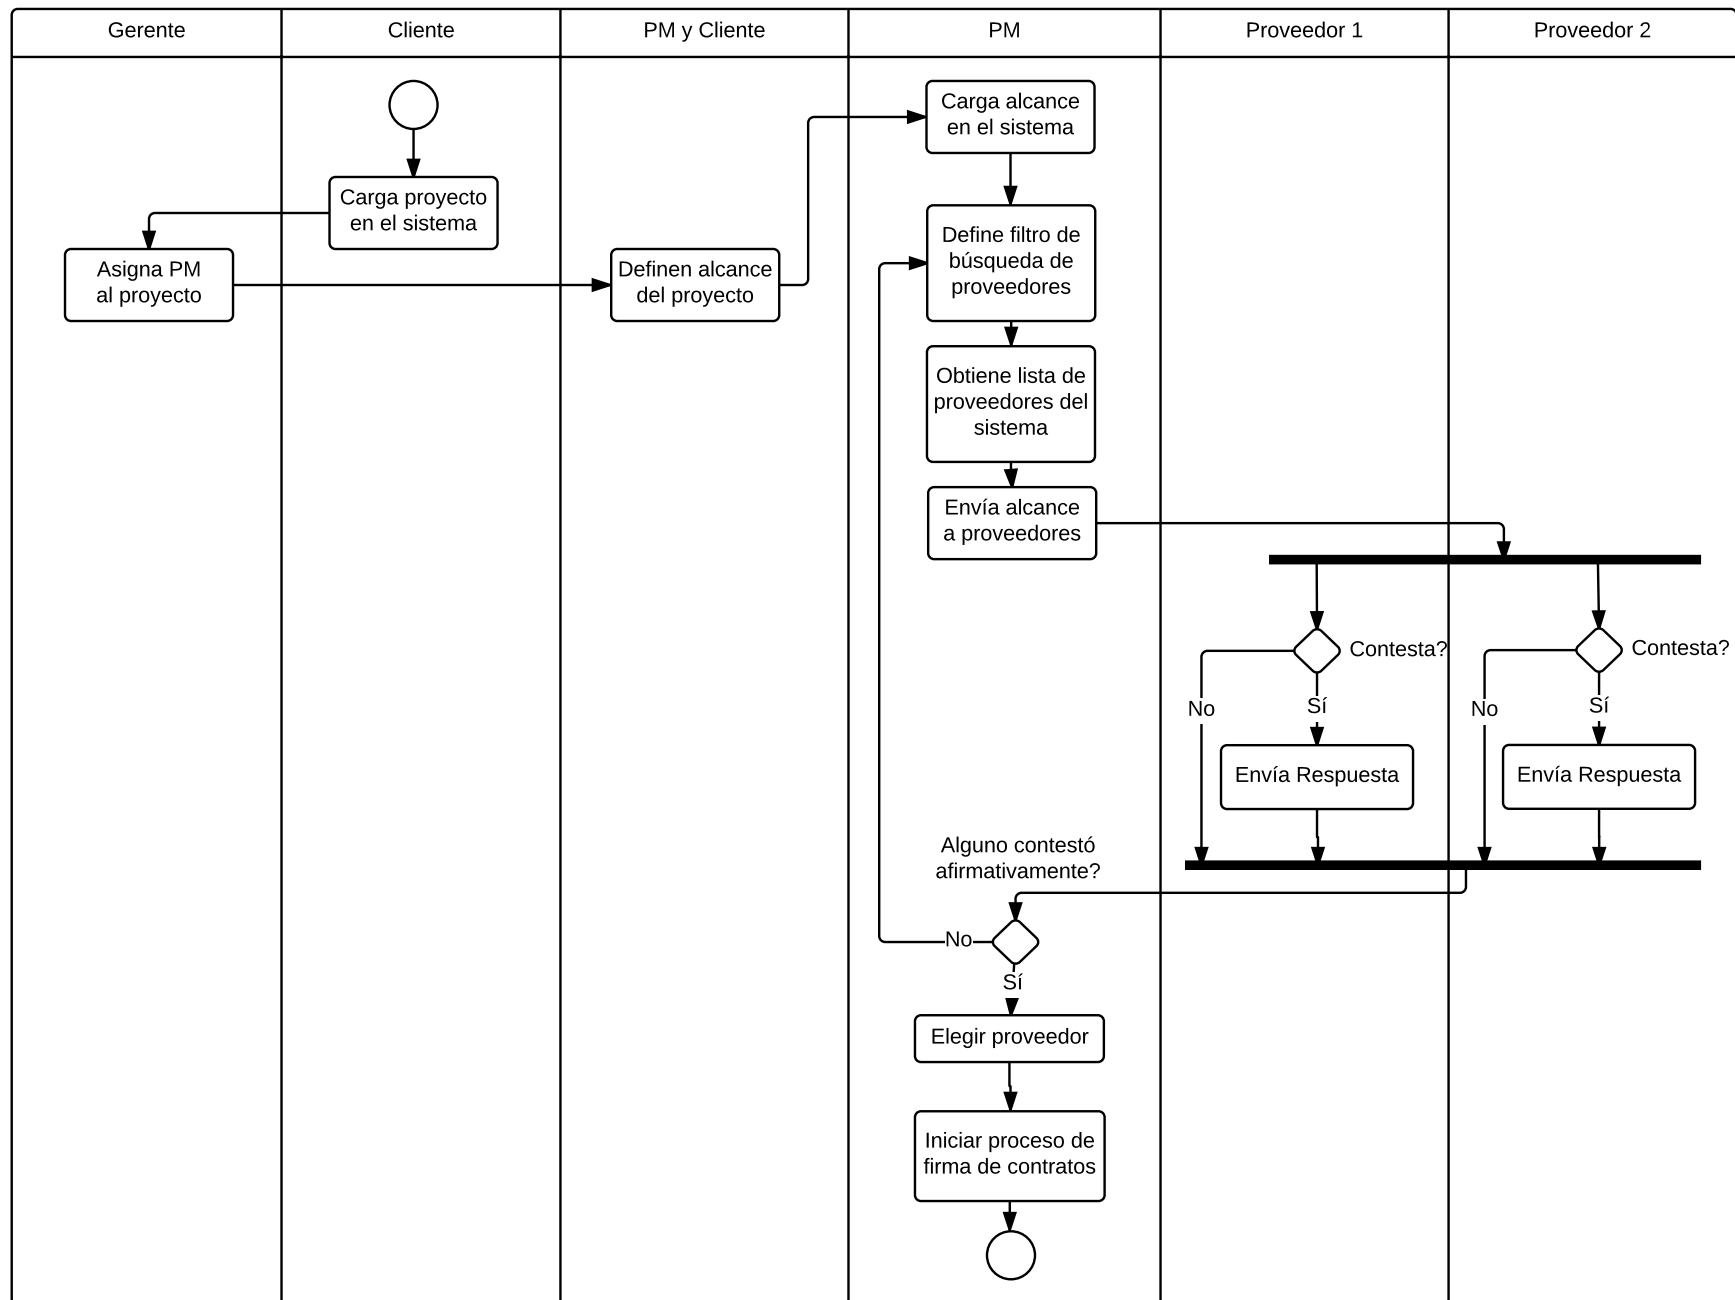 Gerente
Cliente
PM y Cliente
PM
Proveedor 1
Proveedor 2
Carga proyecto
en el sistema
Asigna PM
al proyecto
Definen alcance
del proyecto
Carga alcance
en el sistema
Define filtro de
búsqueda de
proveedores
Obtiene lista de
proveedores del
sistema
Envía alcance
a proveedores
Contesta?
No
Sí
Envía Respuesta
Contesta?
No
Sí
Envía Respuesta
Alguno contestó
afirmativamente?
No
Sí
Elegir proveedor
Iniciar proceso de
firma de contratos